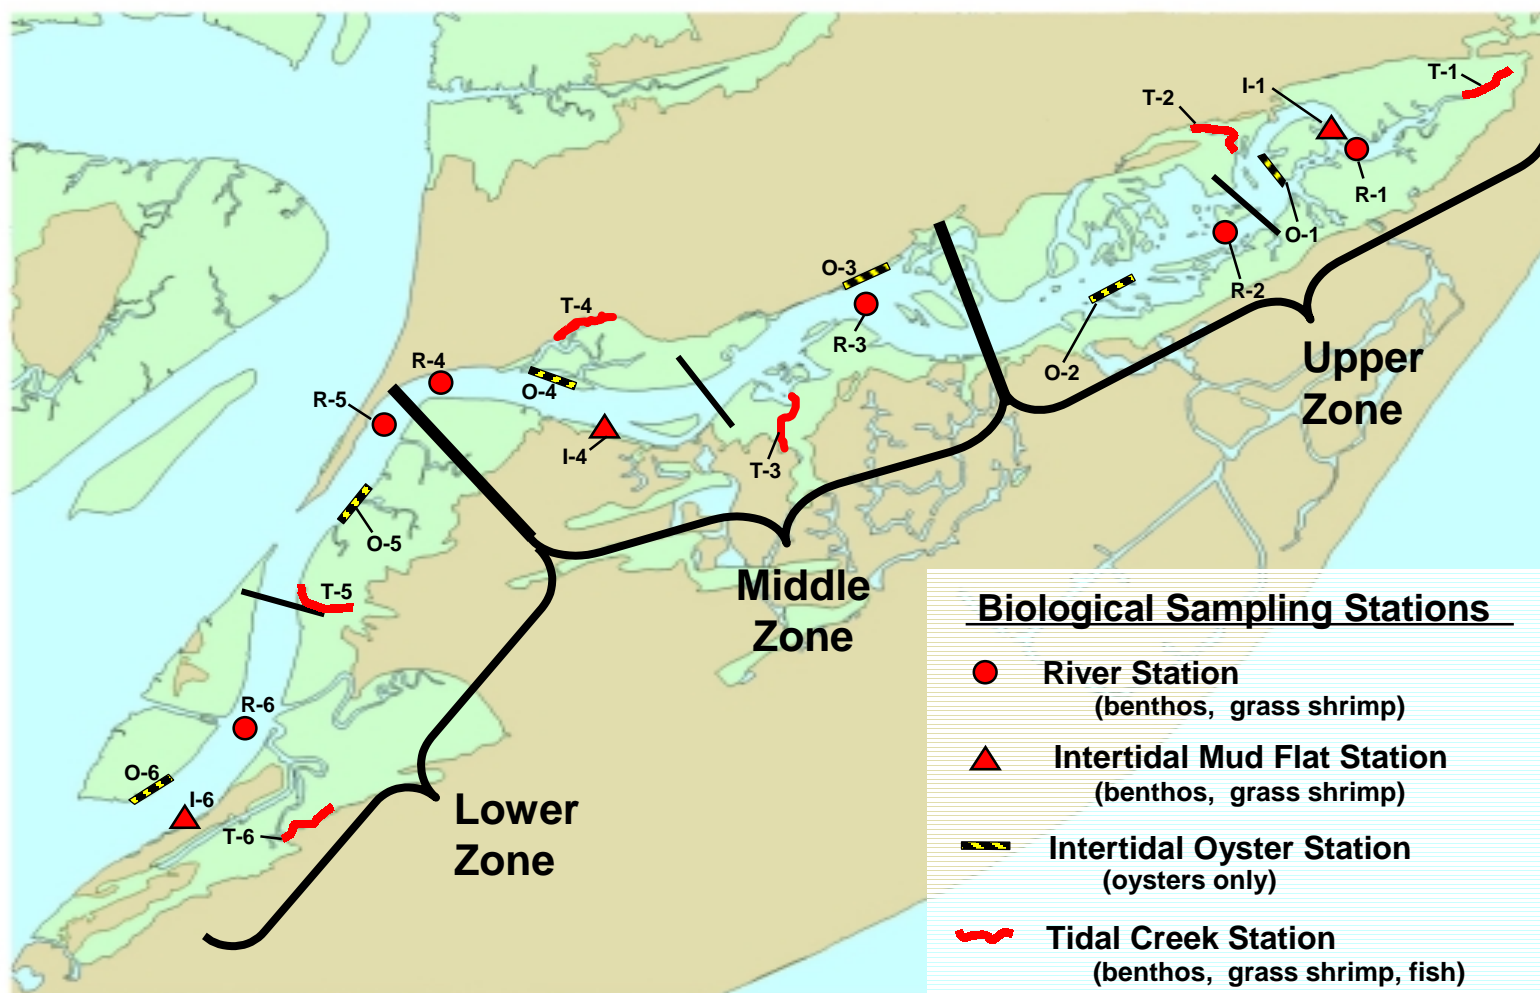 T-1
I-1
T-2
R-1
O-1
O-3
R-2
T-4
R-3
R-4
O-2
Upper
Zone
O-4
R-5
I-4
T-3
O-5
Middle
Zone
T-5
Biological Sampling Stations
River Station
(benthos, grass shrimp)
R-6
Intertidal Mud Flat Station
(benthos, grass shrimp)
O-6
I-6
T-6
Lower
Zone
Intertidal Oyster Station
(oysters only)
Tidal Creek Station
(benthos, grass shrimp, fish)